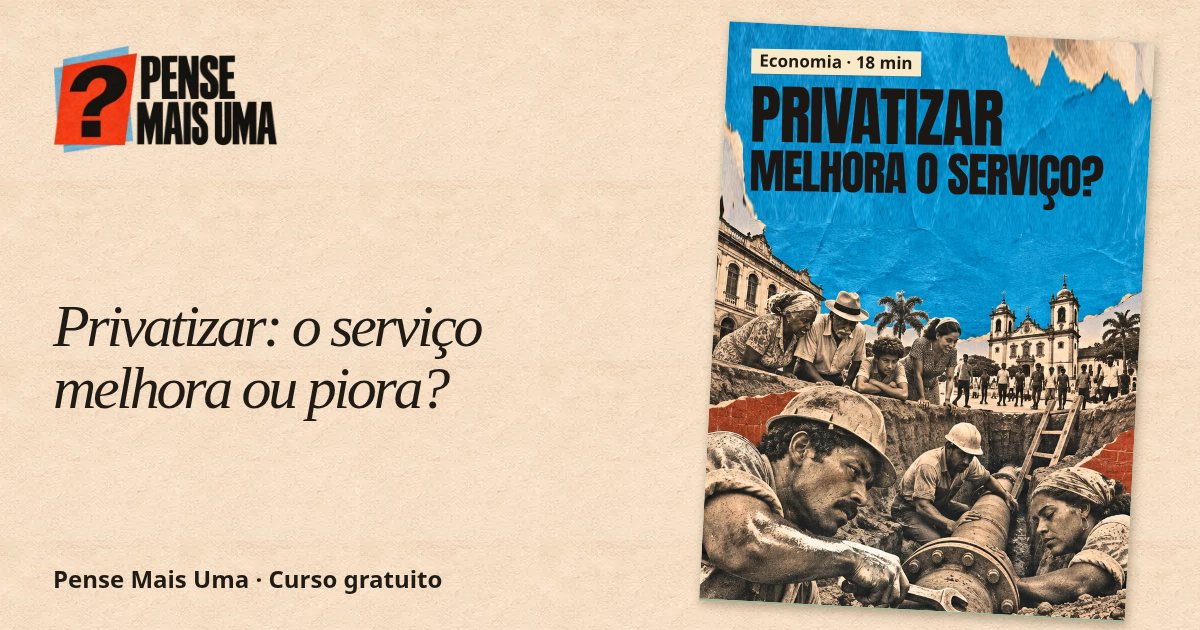 ?
PENSE
MAIS UMA
Privatizar: o serviço
melhora ou piora?
Pense Mais Uma · Curso gratuito
Economia · 18 min
PRIVATIZAR
MELHORA O SERVIÇO?